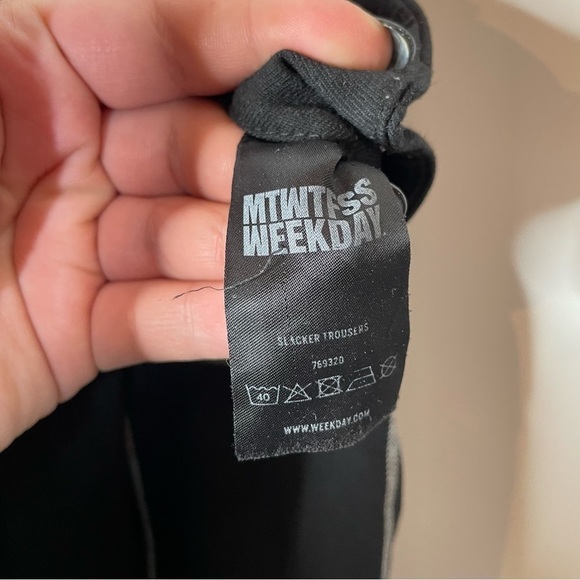 MTWTFSS
WEEKDAY
SLACKER TROUSERS
769320
40
WWW.WEEKDAY.COM